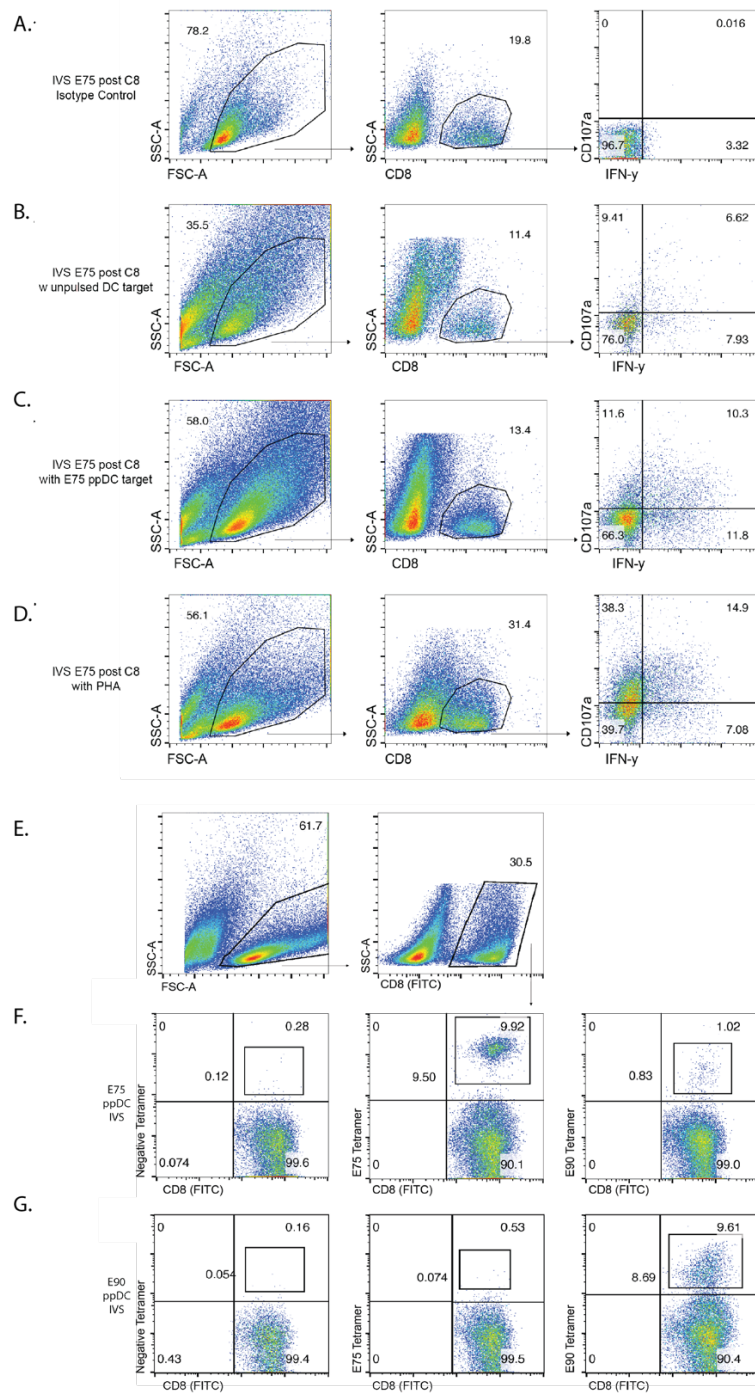 A.
IVS E75 post C8
Isotype Control
78.2
SSC-A
FSC-A
19.8
SSC-A
CD8
0
0.016
CD107a
96.7
3.32
IFN-y
B.
IVS E75 post C8
w unpulsed DC target
35.5
SSC-A
FSC-A
11.4
SSC-A
CD8
9.41
6.62
CD107a
76.0
7.93
IFN-y
C.
IVS E75 post C8
with E75 ppDC target
58.0
SSC-A
FSC-A
13.4
SSC-A
CD8
11.6
10.3
CD107a
66.3
11.8
IFN-y
D.
IVS E75 post C8
with PHA
56.1
SSC-A
FSC-A
31.4
SSC-A
CD8
38.3
14.9
CD107a
39.7
7.08
IFN-y
E.
61.7
SSC-A
FSC-A
30.5
SSC-A
CD8 (FITC)
F.
E75
ppDC
IVS
0
0.28
0.12
Negative Tetramer
0.074
99.6
CD8 (FITC)
0
9.92
9.50
E75 Tetramer
0
90.1
CD8 (FITC)
0
1.02
0.83
E90 Tetramer
0
99.0
CD8 (FITC)
G.
E90
ppDC
IVS
0
0.16
0.054
Negative Tetramer
0.43
99.4
CD8 (FITC)
0
0.53
0.074
E75 Tetramer
0
99.5
CD8 (FITC)
0
9.61
8.69
E90 Tetramer
0
90.4
CD8 (FITC)